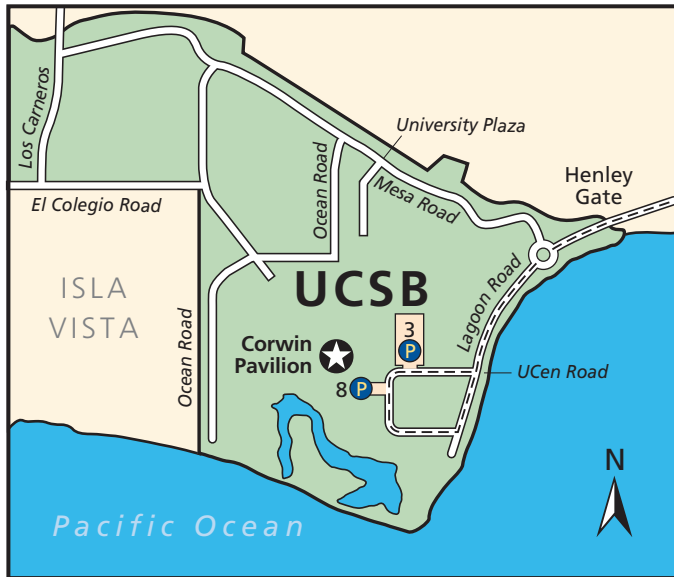 Los Carneros
University Plaza
Henley
Gate
Mesa Road
Ocean Road
El Colegio Road
ISLA
VISTA
UCSB
Lagoon Road
Ocean Road
Corwin
Pavilion
3
P
8
P
UCen Road
N
Pacific Ocean